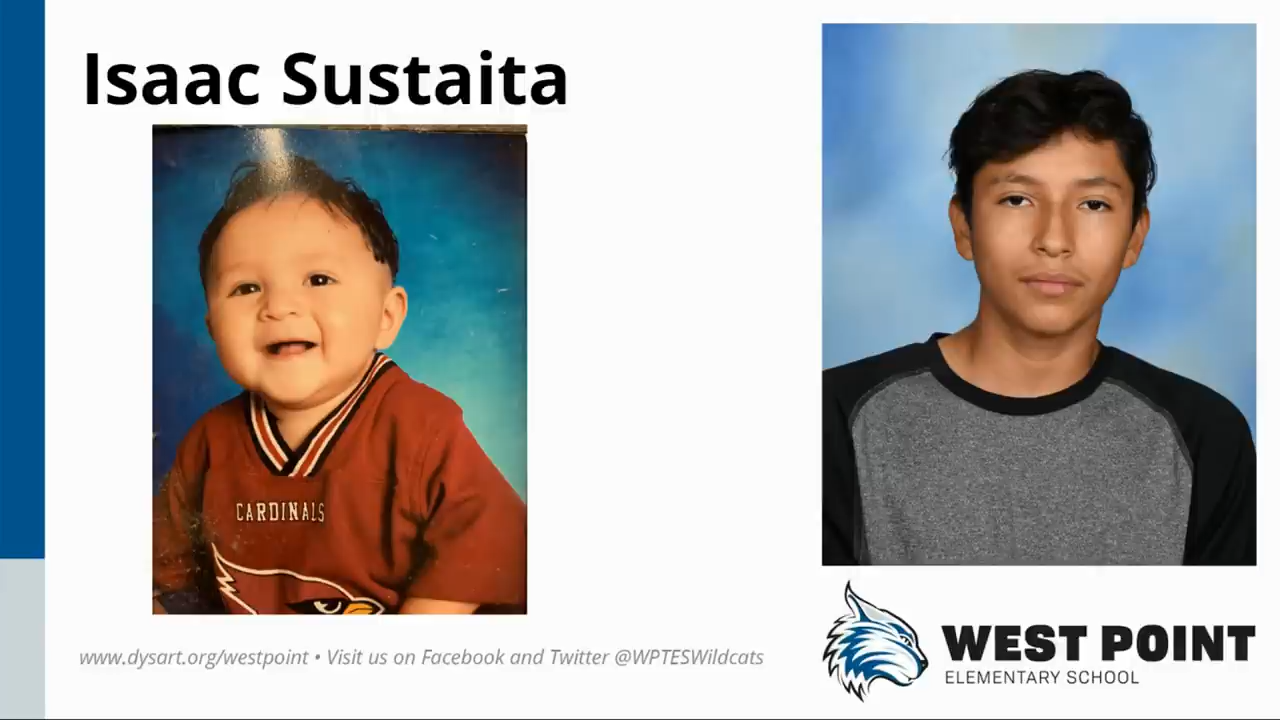 Isaac Sustaita
CARDINALS
www.dysart.org/westpoint • Visit us on Facebook and Twitter @WPTESWildcats
WEST POINT
ELEMENTARY SCHOOL